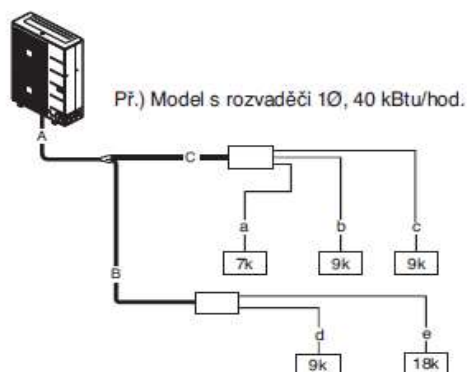 Př.) Model s rozvaděči 1Ø, 40 kBtu/hod.
A
C
a
b
c
7k
9k
9k
B
d
e
9k
18k